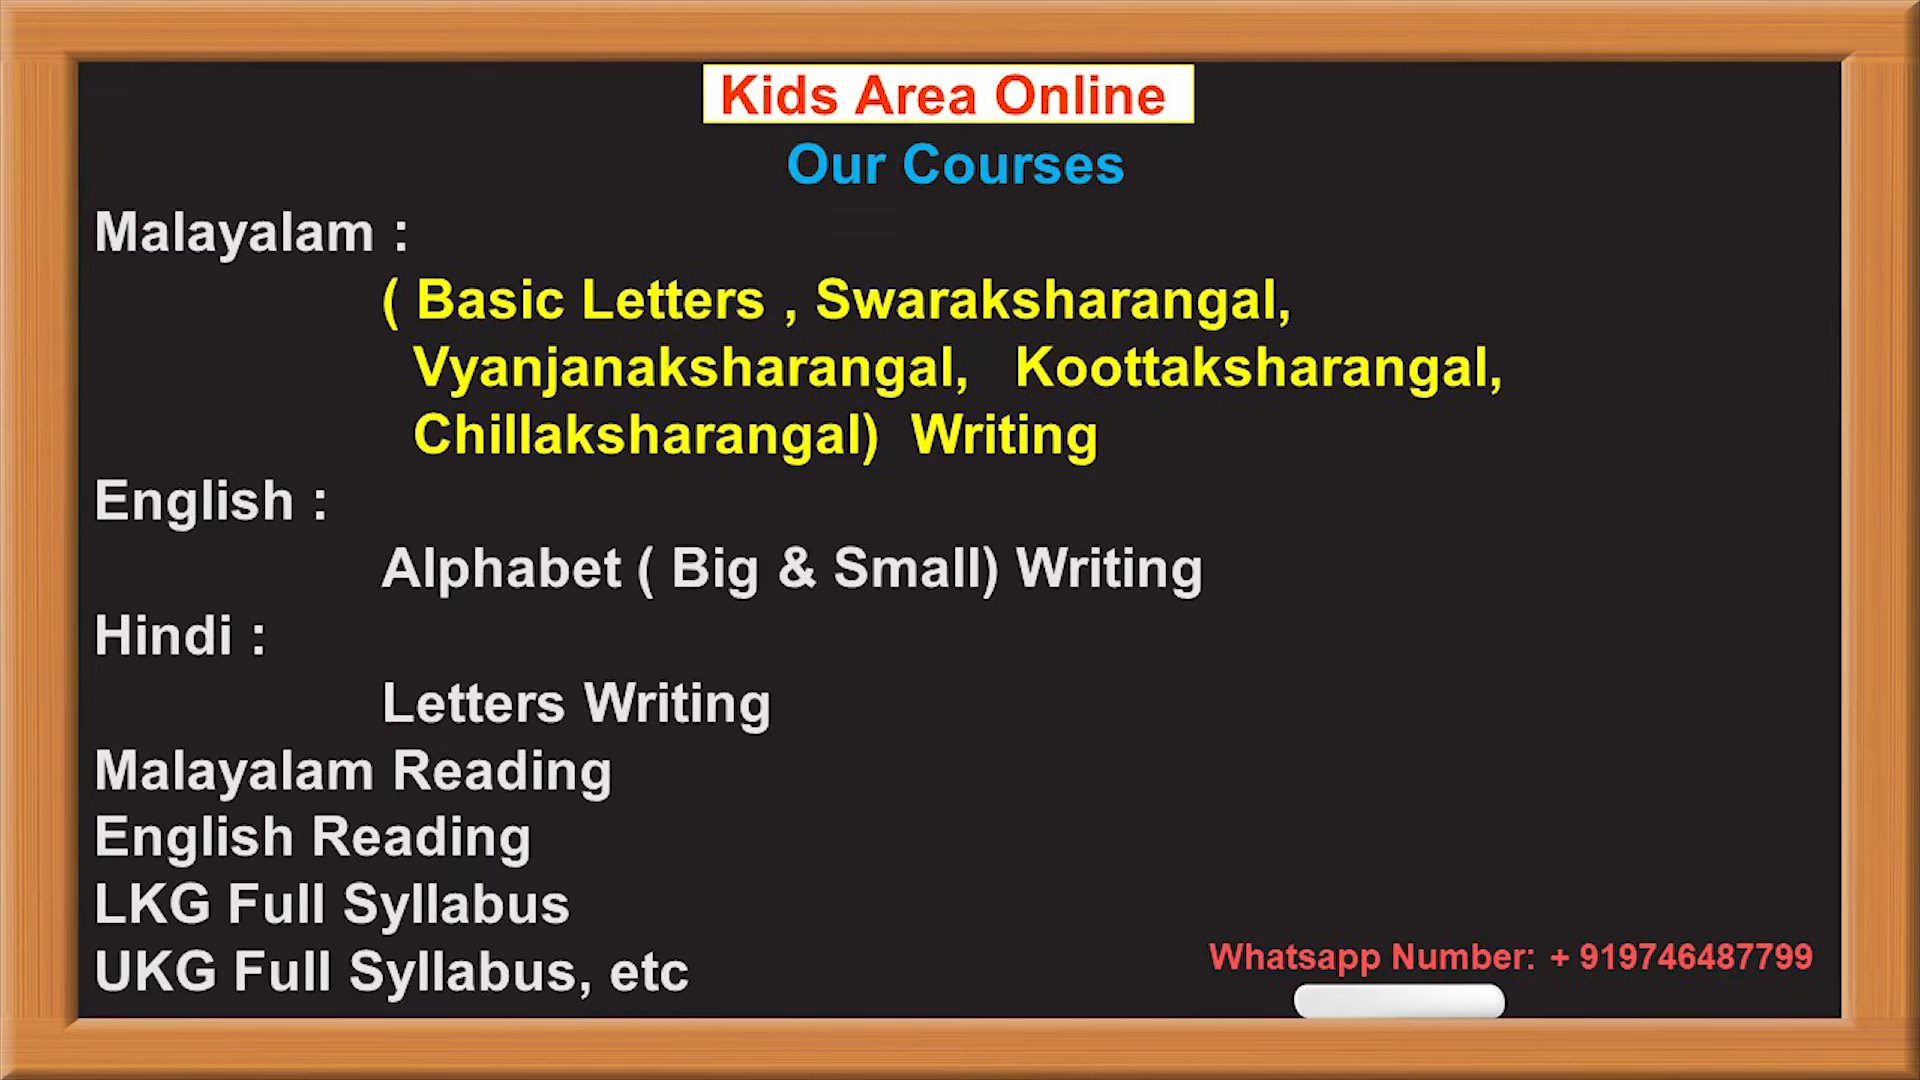 Kids Area Online
Our Courses
Malayalam :
( Basic Letters , Swaraksharangal,
Vyanjanaksharangal, Koottaksharangal,
Chillaksharangal) Writing
English :
Alphabet ( Big & Small) Writing
Hindi :
Letters Writing
Malayalam Reading
English Reading
LKG Full Syllabus
UKG Full Syllabus, etc
Whatsapp Number: + 919746487799